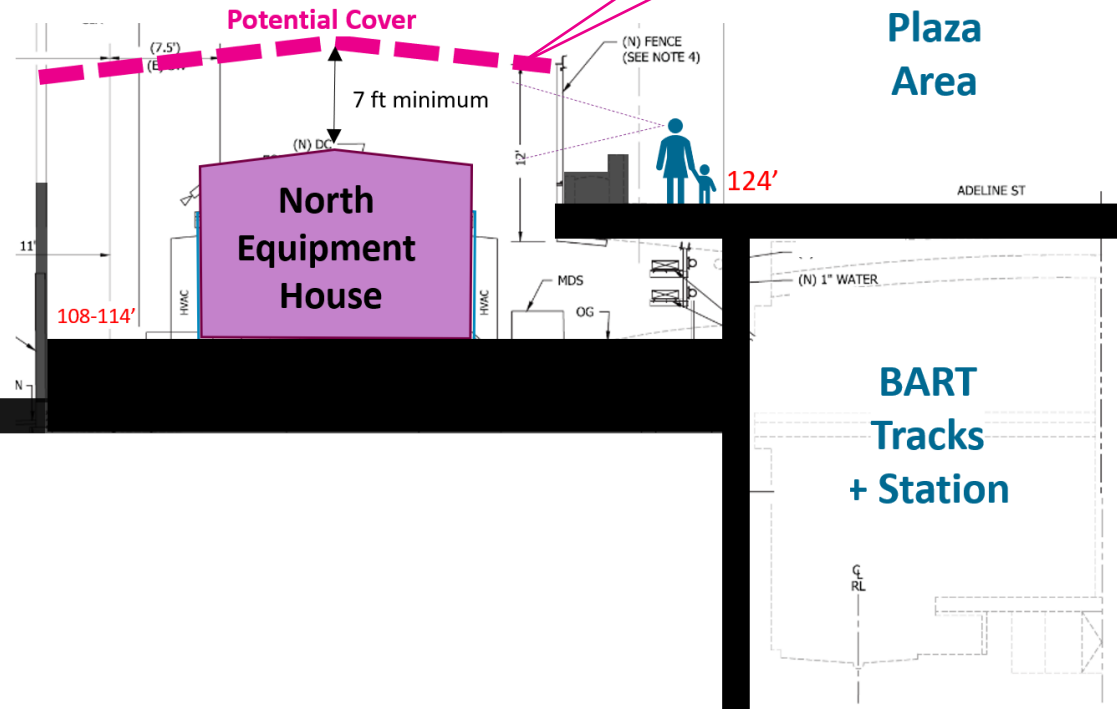 Potential Cover
Plaza
Area
(7.5')
(N) FENCE
(SEE NOTE 4)
7 ft minimum
(N) DC
12'
124'
ADELINE ST
North
Equipment
House
11'
HVAC
HVAC
MDS
(N) 1" WATER
OG
108-114'
N
BART
Tracks
+ Station
℄
RL